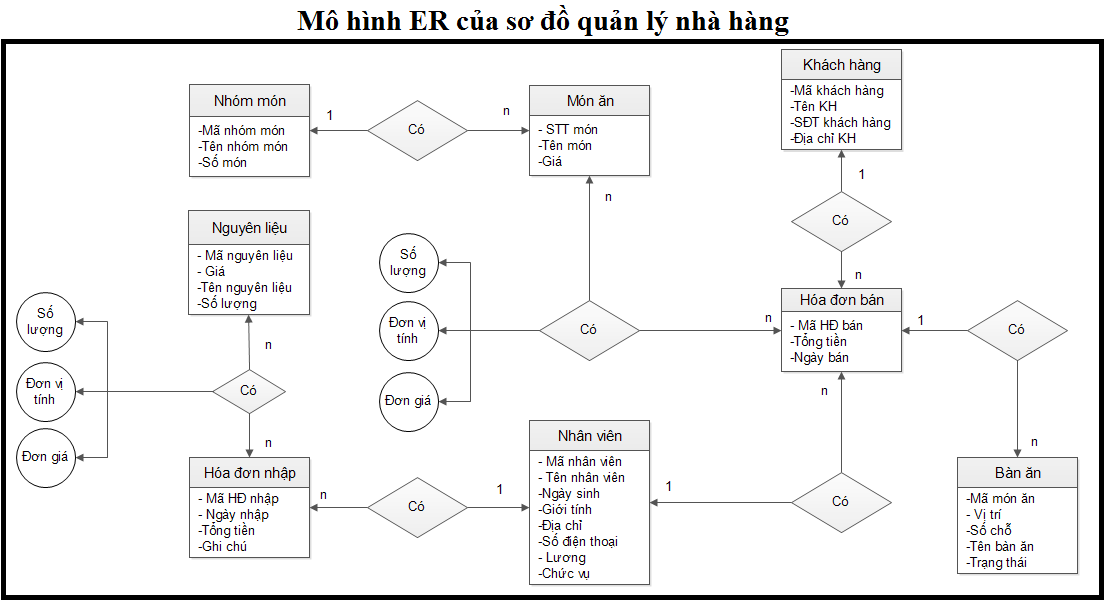 Mô hình ER của sơ đồ quản lý nhà hàng
Nhóm món
-Mã nhóm món
-Tên nhóm món
-Số món
1
Có
n
Món ăn
- STT món
-Tên món
-Giá
Khách hàng
-Mã khách hàng
-Tên KH
-SĐT khách hàng
-Địa chỉ KH
1
Có
n
Nguyên liệu
- Mã nguyên liệu
- Giá
-Tên nguyên liệu
-Số lượng
n
Số
lượng
Đơn vị
tính
Đơn giá
Có
n
n
Số
lượng
Đơn vị
tính
Đơn giá
Có
n
Hóa đơn bán
- Mã HĐ bán
-Tổng tiền
-Ngày bán
1
Có
n
n
Hóa đơn nhập
- Mã HĐ nhập
- Ngày nhập
-Tổng tiền
-Ghi chú
n
Có
1
Nhân viên
- Mã nhân viên
- Tên nhân viên
-Ngày sinh
-Giới tính
-Địa chỉ
-Số điện thoại
- Lương
-Chức vụ
1
Có
Bàn ăn
-Mã món ăn
- Vị trí
-Số chỗ
-Tên bàn ăn
-Trạng thái